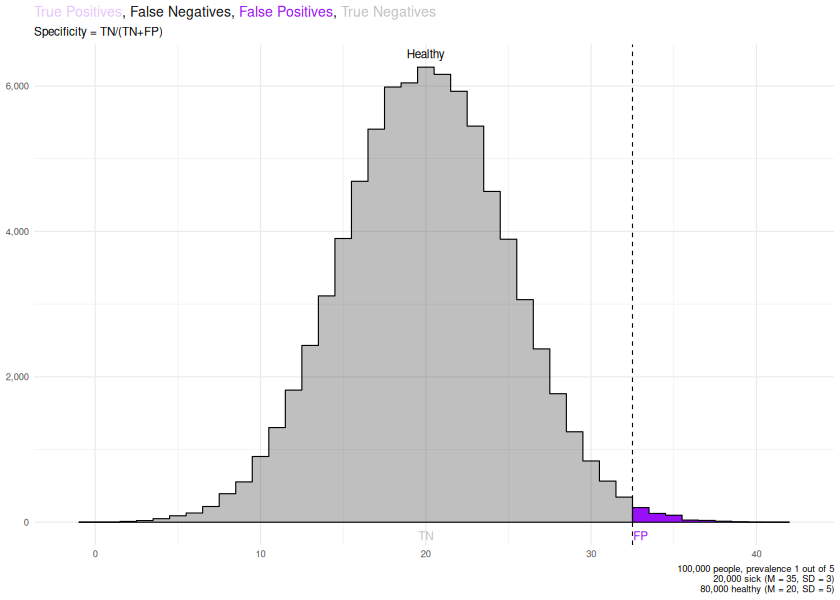 True Positives, False Negatives, False Positives, True Negatives
Specificity = TN/(TN+FP)
Healthy
6,000
4,000
2,000
0
TN
FP
0
10
20
30
40
100,000 people, prevalence 1 out of 5
20,000 sick (M = 35, SD = 3)
80,000 healthy (M = 20, SD = 5)